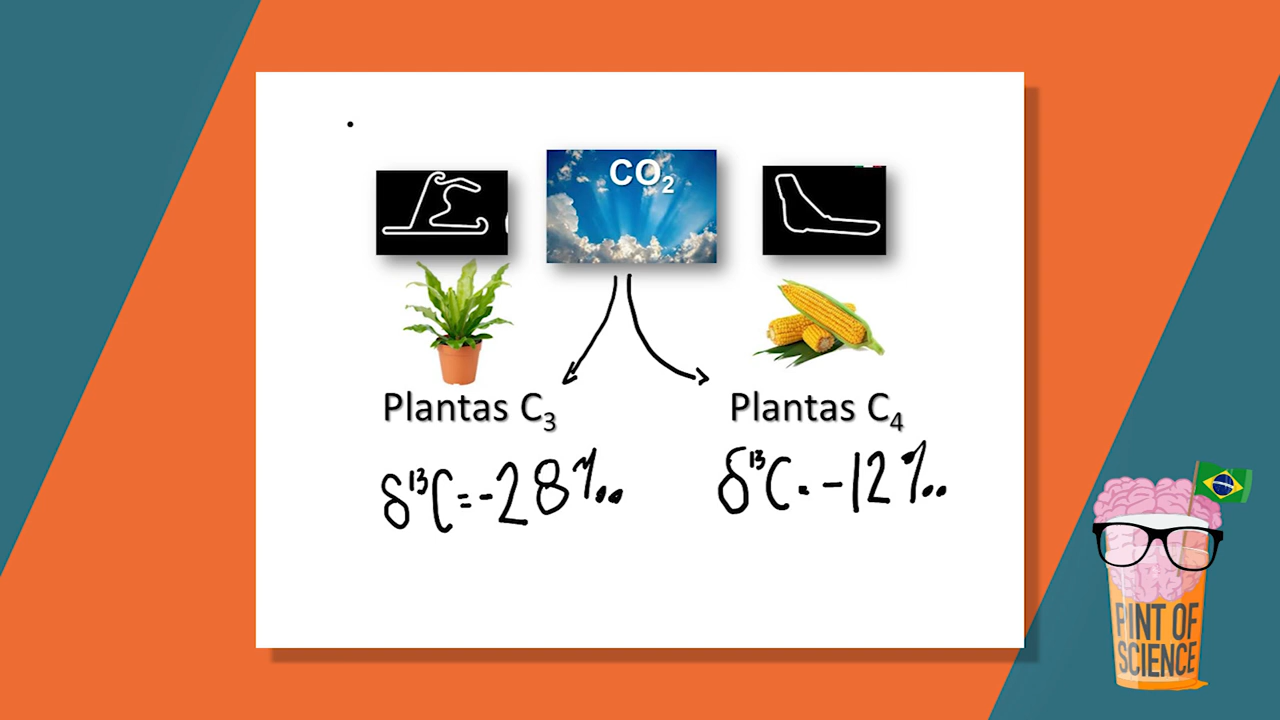 CO₂
Plantas C₃
Plantas C₄
δ¹³C=-28‰
δ¹³C=-12‰
PINT OF
SCIENCE